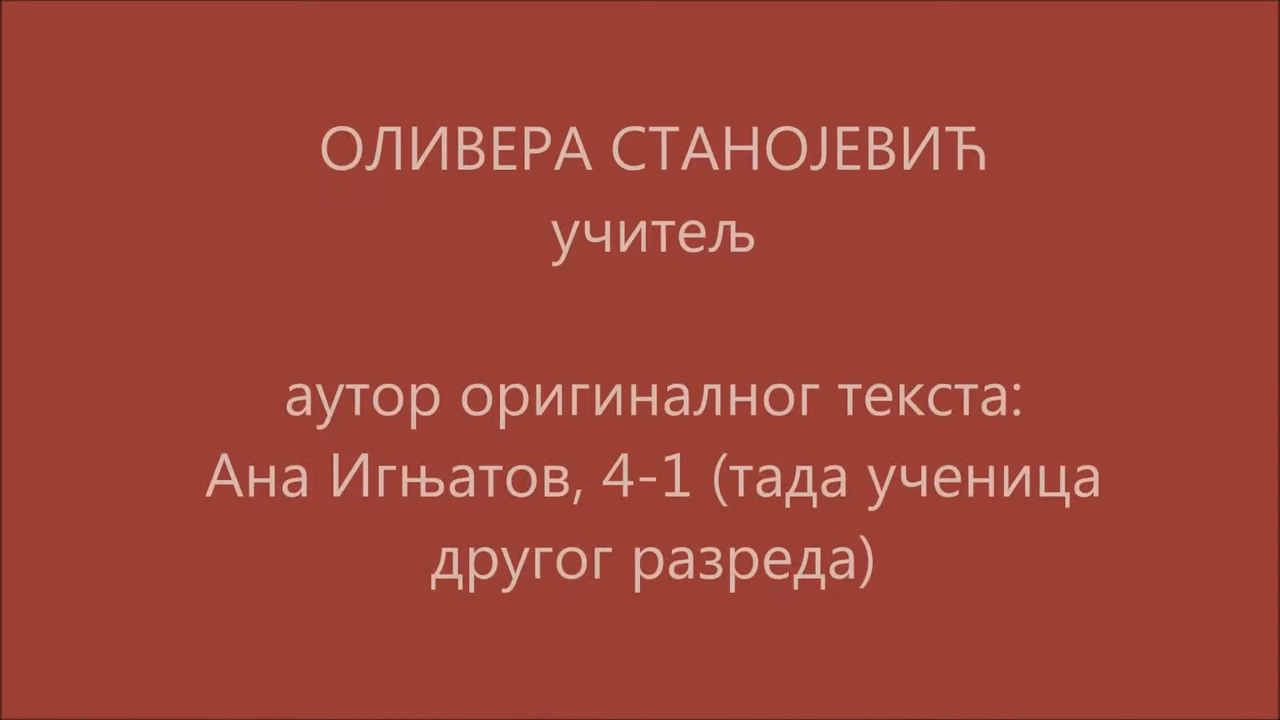 ОЛИВЕРА СТАНОЈЕВИЋ
учитељ
аутор оригиналног текста:
Ана Игњатов, 4-1 (тада ученица
другог разреда)